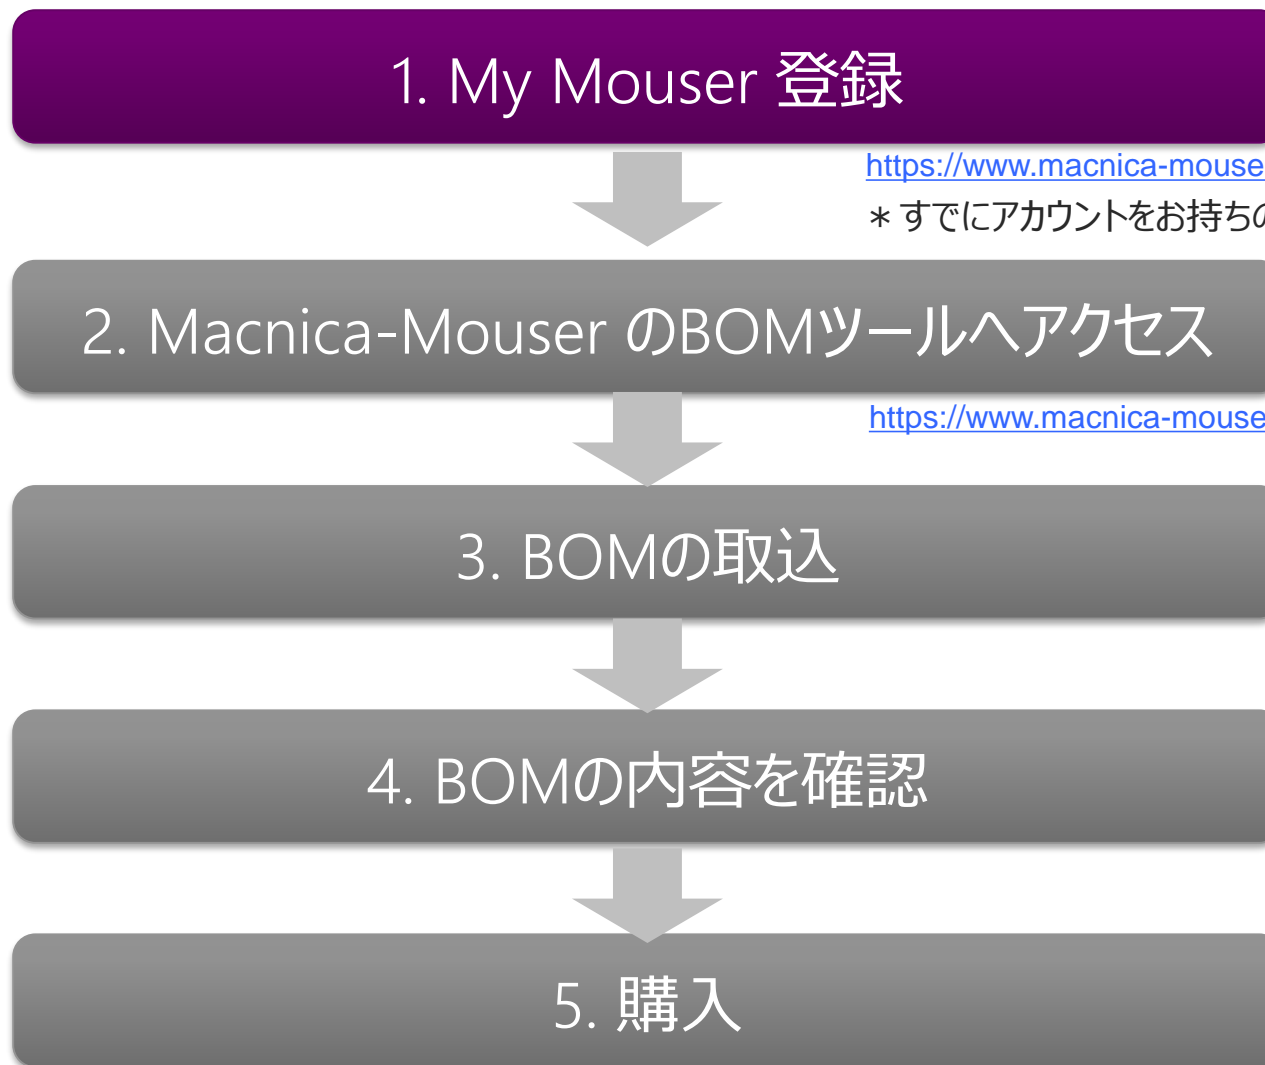 1. My Mouser 登録
https://www.macnica-mouse
＊すでにアカウントをお持ちの
2. Macnica-Mouser のBOMツールへアクセス
https://www.macnica-mouse
3. BOMの取込
4. BOMの内容を確認
5. 購入